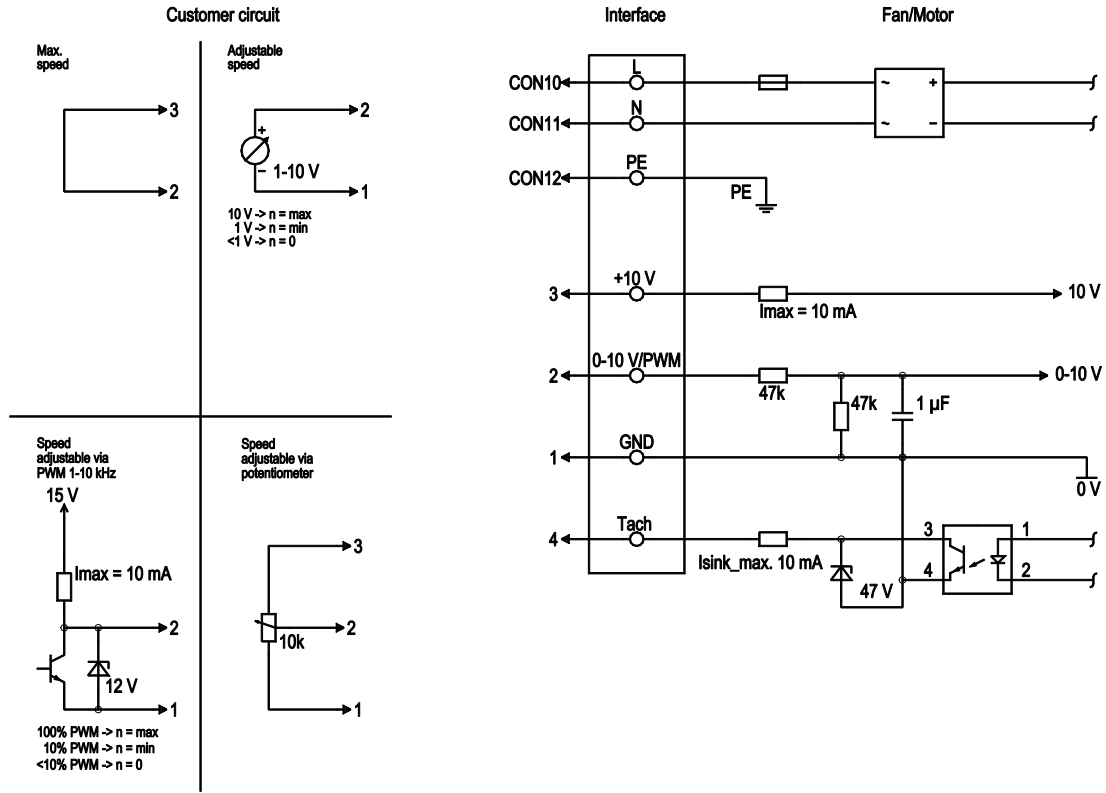 Customer circuit
Interface
Fan/Motor
Max.
speed
3
2
Adjustable
speed
2
+
–
1-10 V
1
10 V -> n = max
1 V -> n = min
<1 V -> n = 0
Speed
adjustable via
PWM 1-10 kHz
15 V
Imax = 10 mA
2
12 V
1
100% PWM -> n = max
10% PWM -> n = min
<10% PWM -> n = 0
Speed
adjustable via
potentiometer
3
2
10k
1
L
CON10
~ +
N
CON11
~ –
PE
CON12
PE
+10 V
3
10 V
Imax = 10 mA
0-10 V/PWM
2
0-10 V
47k
47k
1 µF
GND
1
0 V
Tach
4
3
1
Isink_max. 10 mA
4
2
47 V